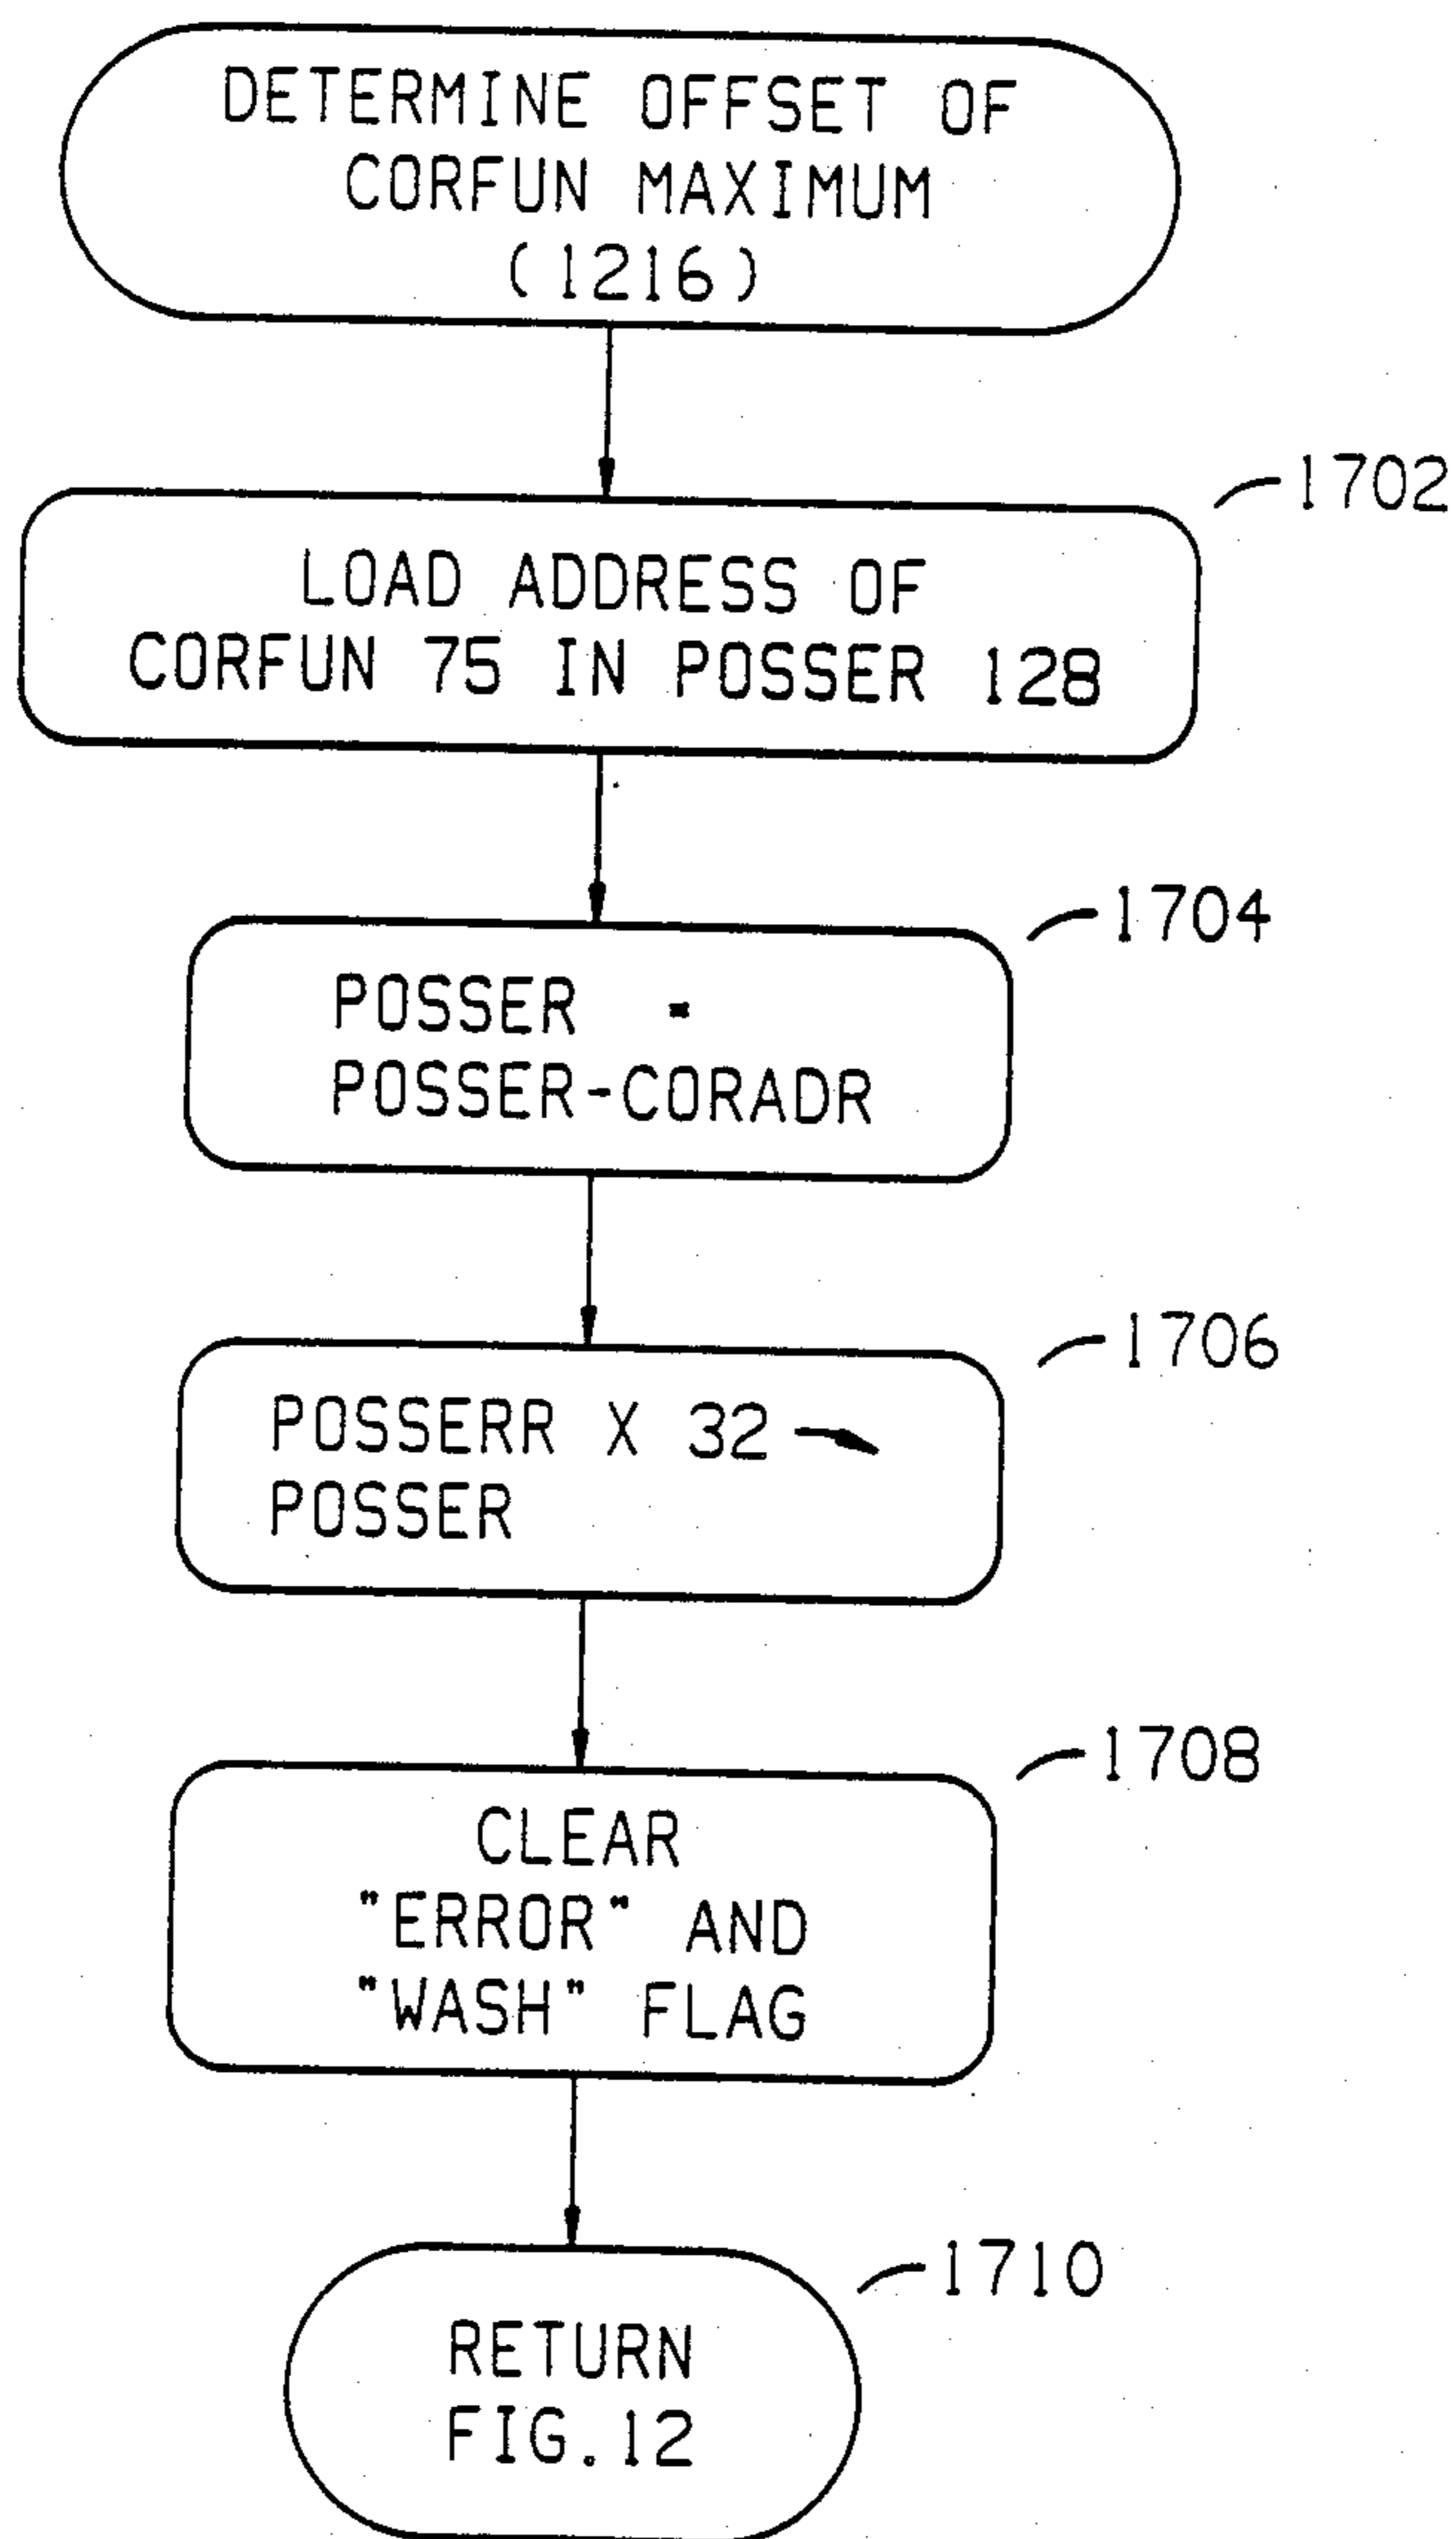 DETERMINE OFFSET OF
CORFUN MAXIMUM
(1216)
1702
LOAD ADDRESS OF
CORFUN 75 IN POSSER 128
1704
POSSER =
POSSER-CORADR
1706
POSSERR X 32 →
POSSER
1708
CLEAR
"ERROR" AND
"WASH" FLAG
1710
RETURN
FIG.12